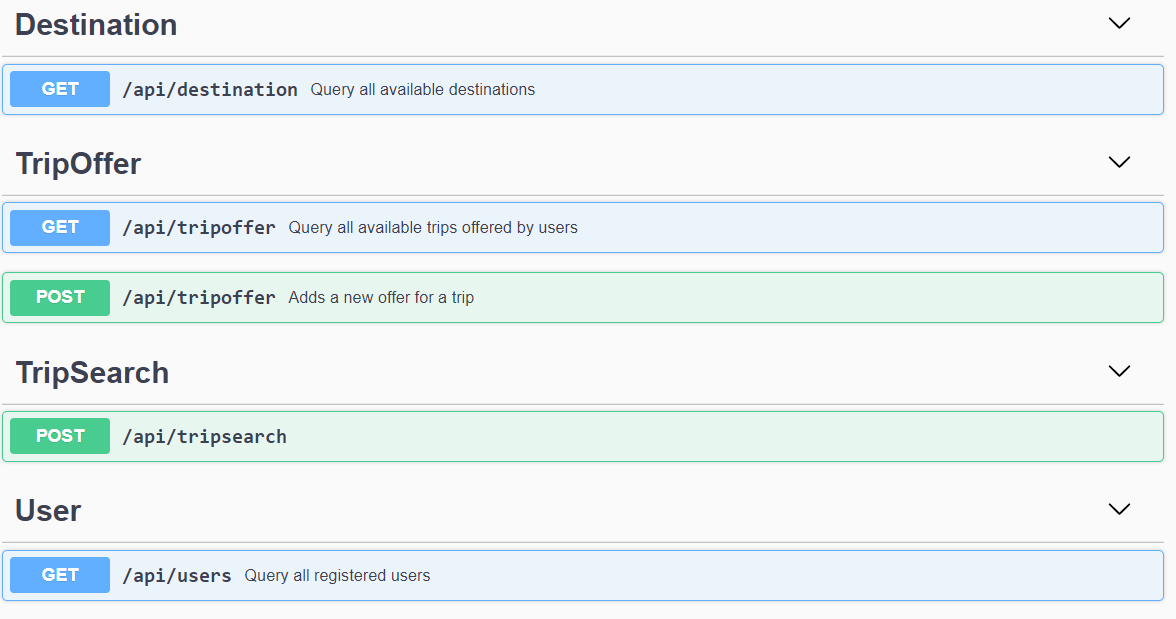 Destination
GET /api/destination Query all available destinations
TripOffer
GET /api/tripoffer Query all available trips offered by users
POST /api/tripoffer Adds a new offer for a trip
TripSearch
POST /api/tripsearch
User
GET /api/users Query all registered users